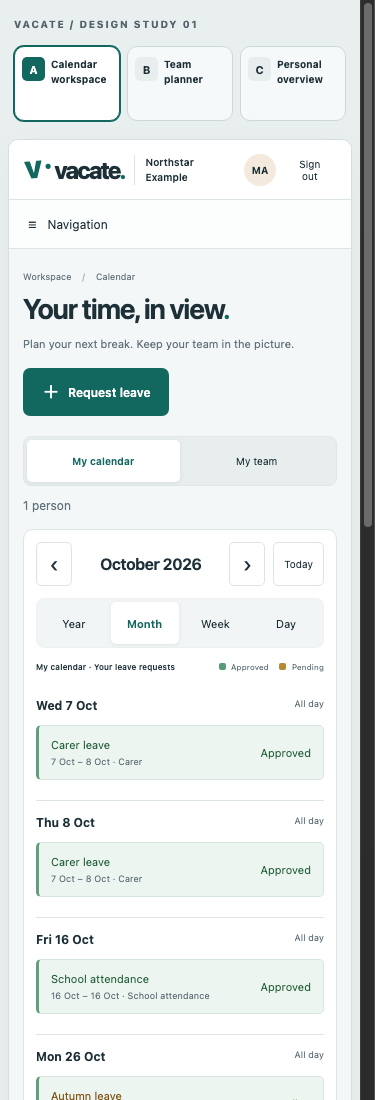 VACATE / DESIGN STUDY 01
A Calendar workspace
B Team planner
C Personal overview
V· vacate.
Northstar Example
MA
Sign out
≡ Navigation
Workspace / Calendar
Your time, in view.
Plan your next break. Keep your team in the picture.
+ Request leave
My calendar
My team
1 person
‹ October 2026 › Today
Year Month Week Day
My calendar · Your leave requests Approved Pending
Wed 7 Oct All day
Carer leave
7 Oct – 8 Oct · Carer
Approved
Thu 8 Oct All day
Carer leave
7 Oct – 8 Oct · Carer
Approved
Fri 16 Oct All day
School attendance
16 Oct – 16 Oct · School attendance
Approved
Mon 26 Oct All day
Autumn leave